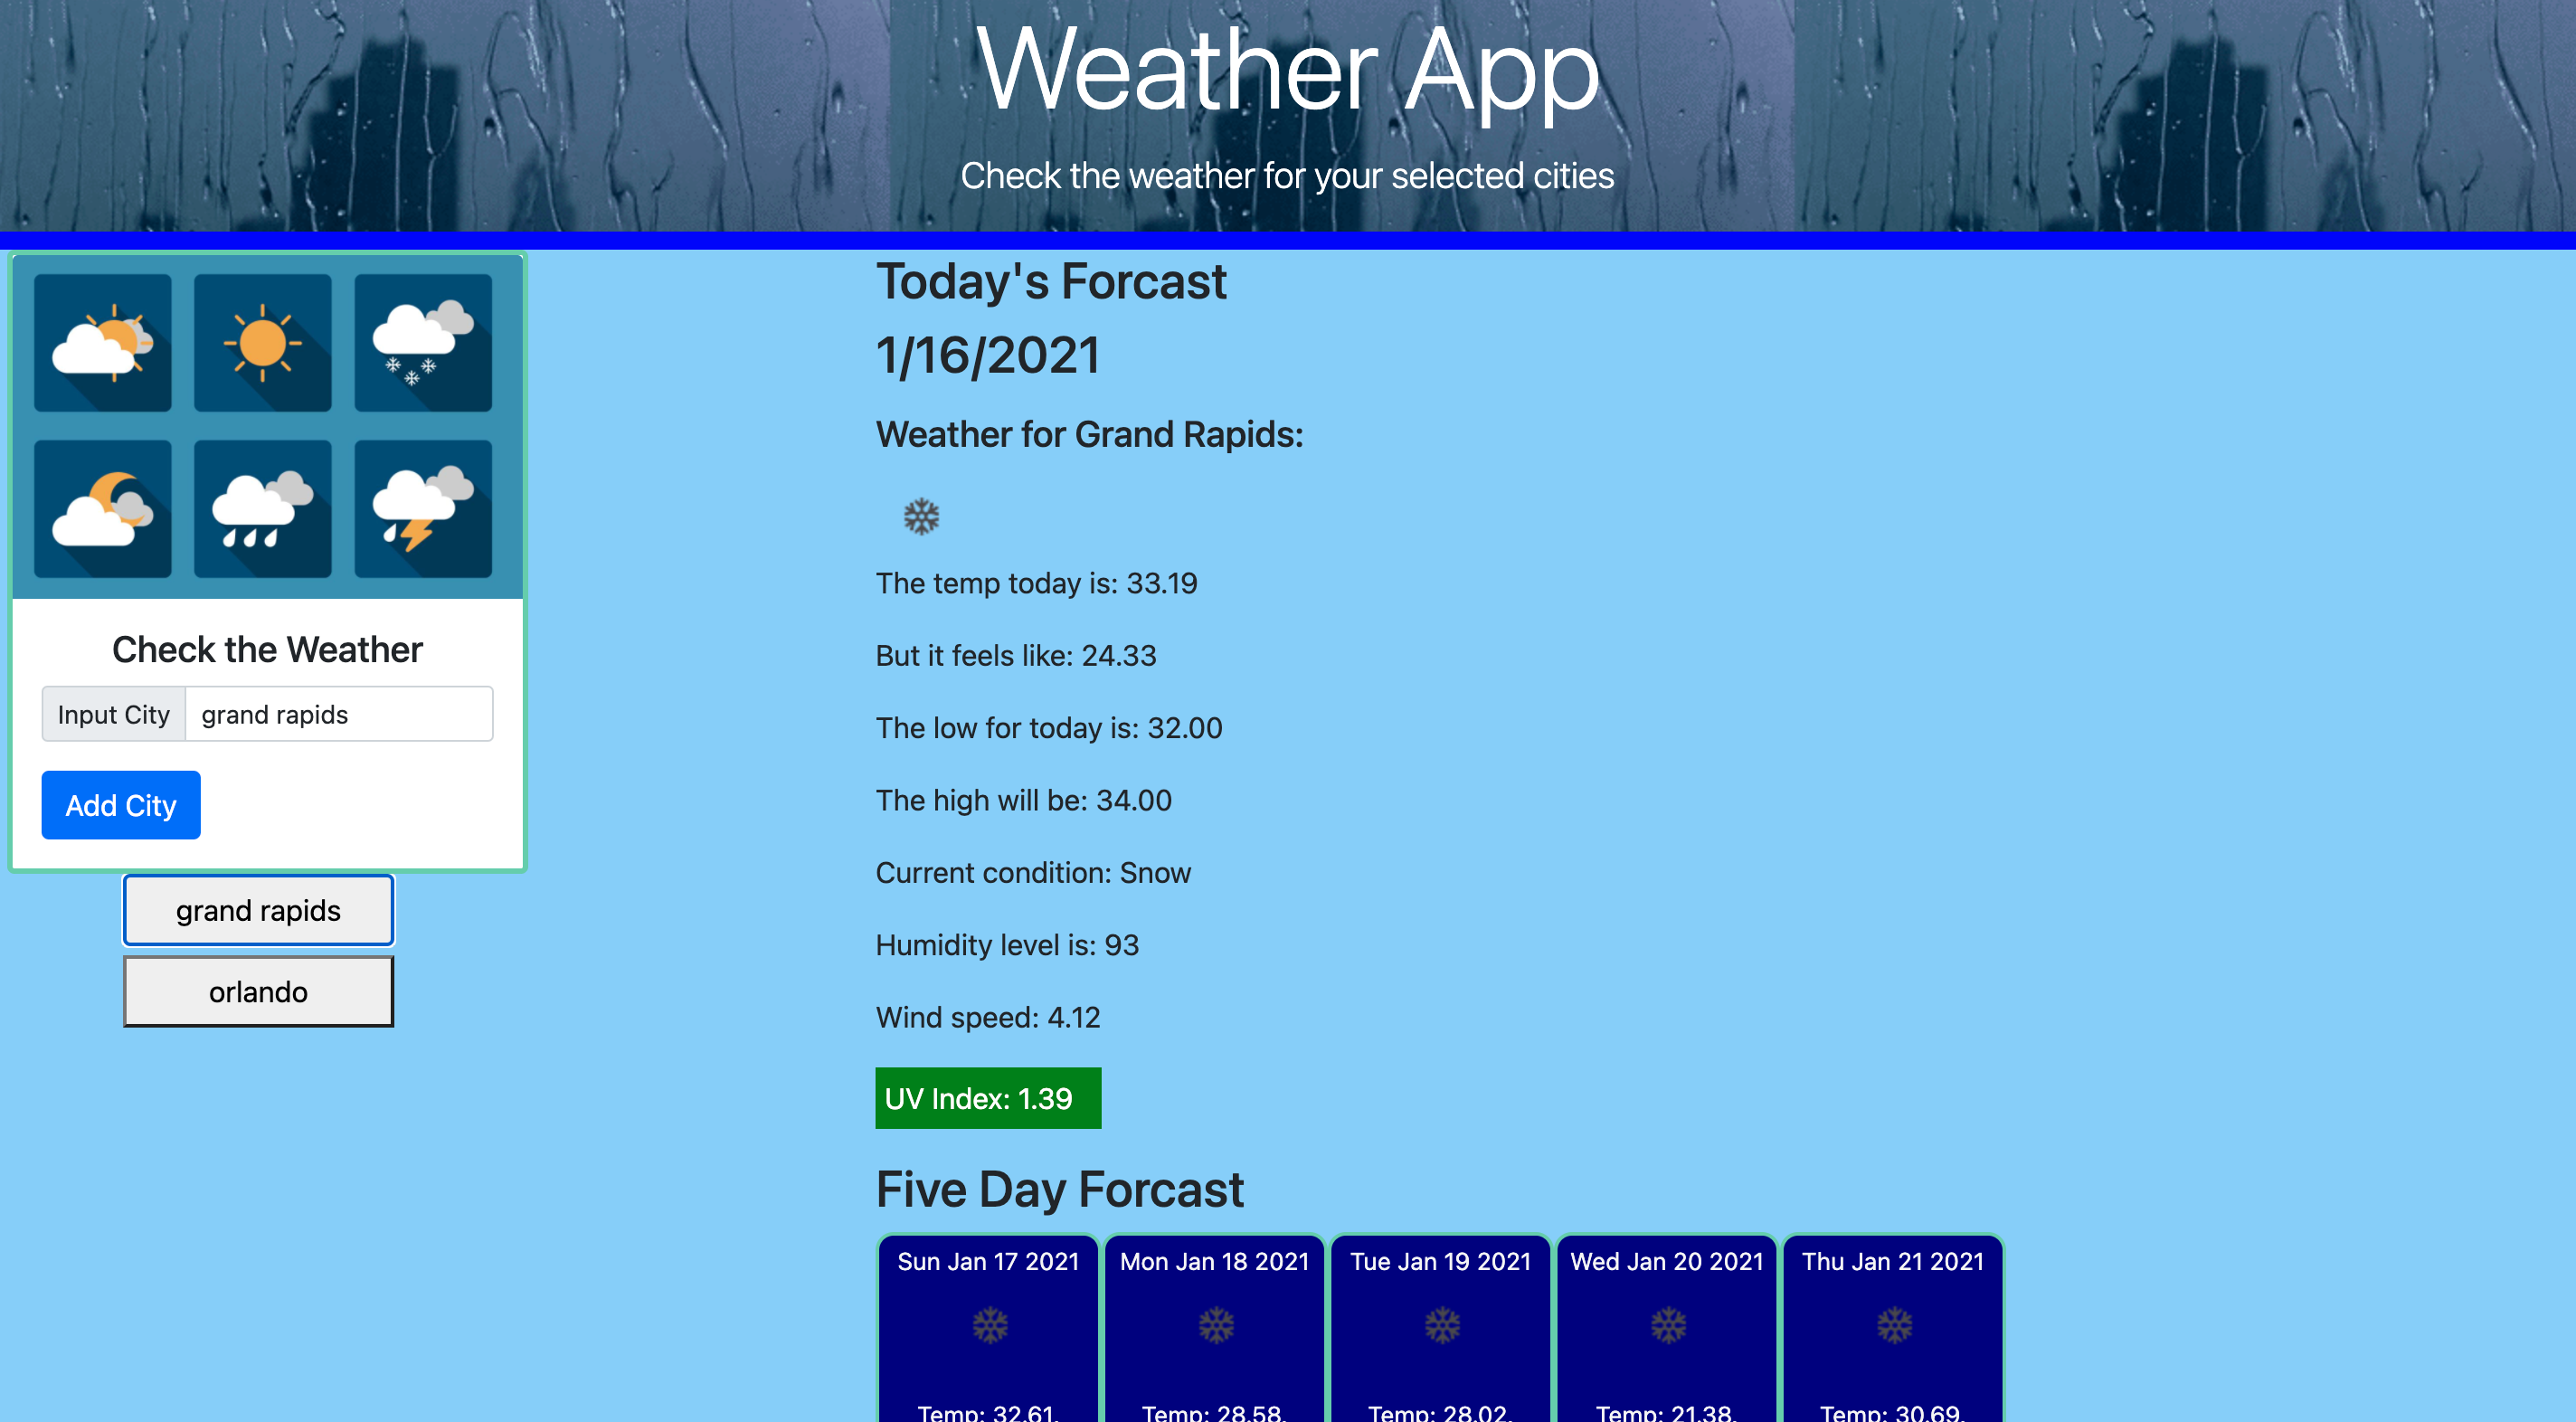 Weather App
Check the weather for your selected cities
Check the Weather
Input City grand rapids
Add City
grand rapids
orlando
Today's Forcast
1/16/2021
Weather for Grand Rapids:
The temp today is: 33.19
But it feels like: 24.33
The low for today is: 32.00
The high will be: 34.00
Current condition: Snow
Humidity level is: 93
Wind speed: 4.12
UV Index: 1.39
Five Day Forcast
Sun Jan 17 2021
Temp: 32.61,
Mon Jan 18 2021
Temp: 28.58,
Tue Jan 19 2021
Temp: 28.02,
Wed Jan 20 2021
Temp: 21.38,
Thu Jan 21 2021
Temp: 30.69,